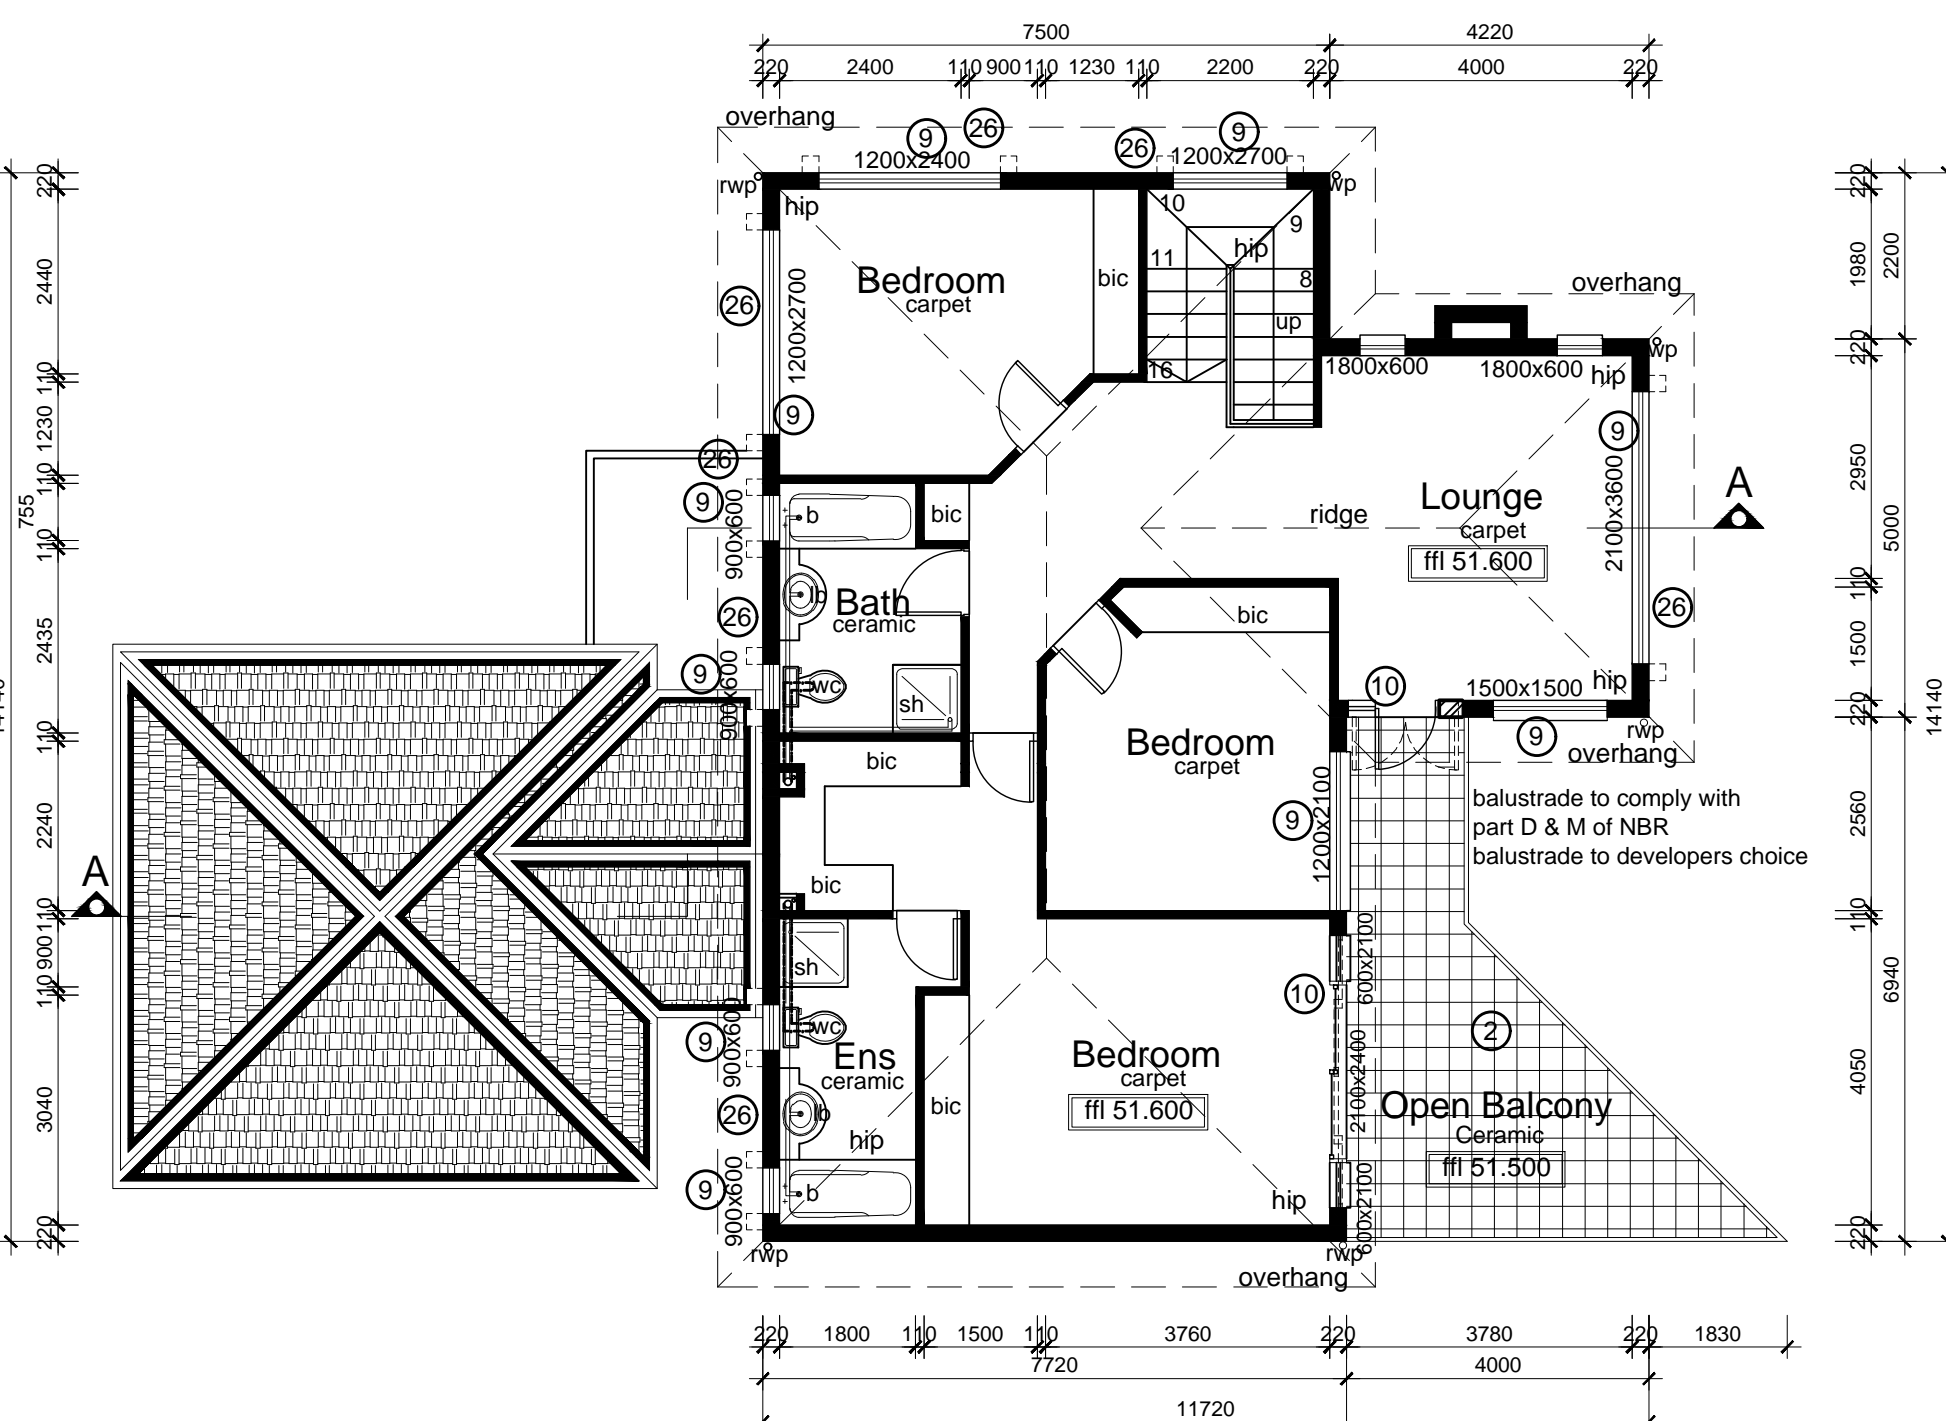 7500
4220
220
2400
110
900
110
1230
110
2200
220
4000
220
overhang
9
26
26
9
1200x2400
1200x2700
rwp
hip
10
9
hip
11
8
Bedroom
carpet
bic
up
16
26
1200x2700
9
26
overhang
1800x600
1800x600
hip
9
2100x3600
Lounge
carpet
ffl 51.600
ridge
A
26
9
900x600
b
bic
lb
Bath
ceramic
26
9
900x600
wc
sh
bic
10
1500x1500
hip
9
rwp
overhang
Bedroom
carpet
9
1200x2100
balustrade to comply with
part D & M of NBR
balustrade to developers choice
bic
bic
A
sh
wc
9
900x600
Ens
ceramic
26
lb
hip
bic
9
900x600
b
Bedroom
carpet
ffl 51.600
hip
10
600x2100
2100x2400
600x2100
2
Open Balcony
Ceramic
ffl 51.500
rwp
rwp
overhang
220
2440
110
1230
110
755
110
2435
110
2240
110
900
110
3040
220
220
1980
2200
220
2950
5000
110
1500
220
14140
2560
110
6940
4050
220
220
1800
110
1500
110
3760
220
3780
220
1830
7720
4000
11720